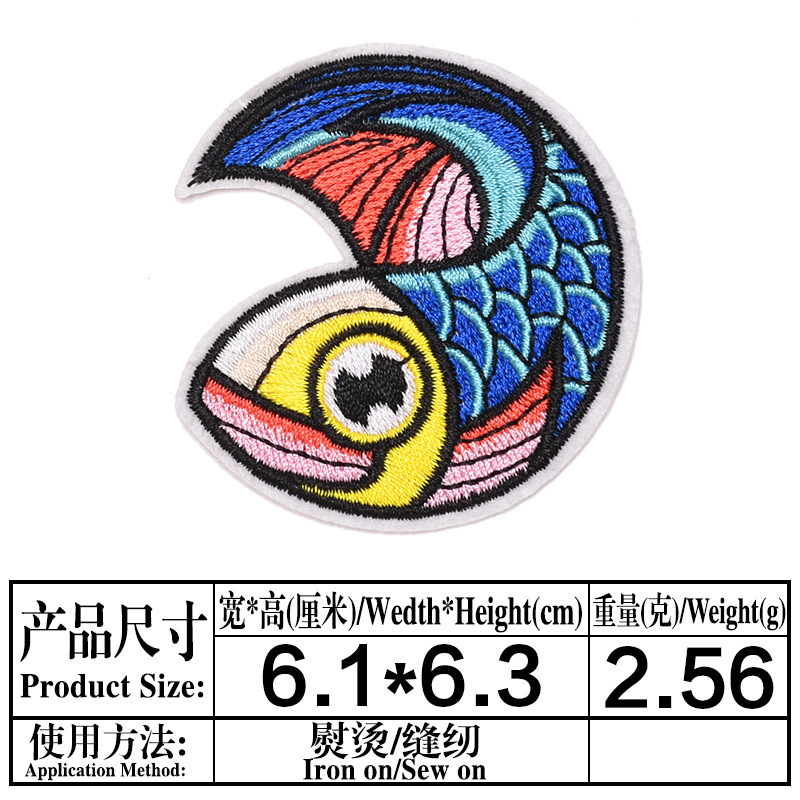 产品尺寸
Product Size:
宽*高(厘米)/Wedth*Height(cm)
6.1*6.3
重量(克)/Weight(g)
2.56
使用方法:
Application Method:
熨烫/缝纫
Iron on/Sew on